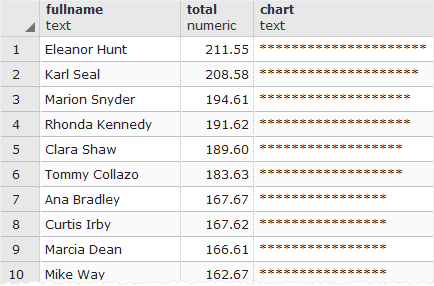 fullname total chart
text numeric text
1 Eleanor Hunt 211.55 *********************
2 Karl Seal 208.58 ********************
3 Marion Snyder 194.61 *******************
4 Rhonda Kennedy 191.62 *******************
5 Clara Shaw 189.60 ******************
6 Tommy Collazo 183.63 ******************
7 Ana Bradley 167.67 ****************
8 Curtis Irby 167.62 ****************
9 Marcia Dean 166.61 ****************
10 Mike Way 162.67 ****************